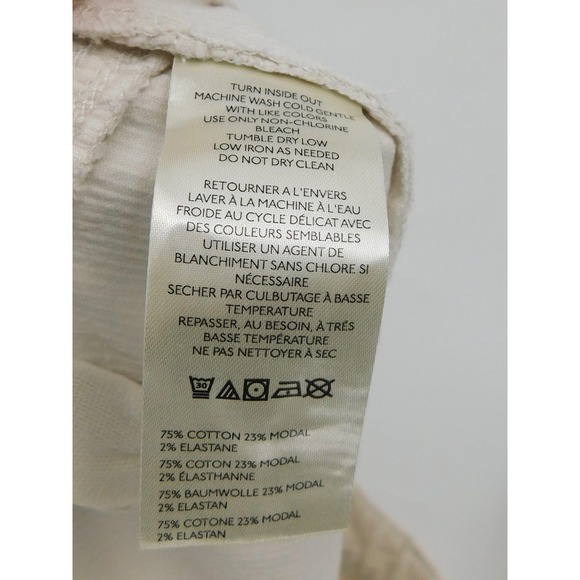 TURN INSIDE OUT
MACHINE WASH COLD GENTLE
WITH LIKE COLORS
USE ONLY NON-CHLORINE
BLEACH
TUMBLE DRY LOW
LOW IRON AS NEEDED
DO NOT DRY CLEAN
RETOURNER A L'ENVERS
LAVER À LA MACHINE À L'EAU
FROIDE AU CYCLE DÉLICAT AVEC
DES COULEURS SEMBLABLES
UTILISER UN AGENT DE
BLANCHIMENT SANS CHLORE SI
NÉCESSAIRE
SECHER PAR CULBUTAGE À BASSE
TEMPERATURE
REPASSER, AU BESOIN, À TRÉS
BASSE TEMPÉRATURE
NE PAS NETTOYER À SEC
30
75% COTTON 23% MODAL
2% ELASTANE
75% COTON 23% MODAL
2% ÉLASTHANNE
75% BAUMWOLLE 23% MODAL
2% ELASTAN
75% COTONE 23% MODAL
2% ELASTAN